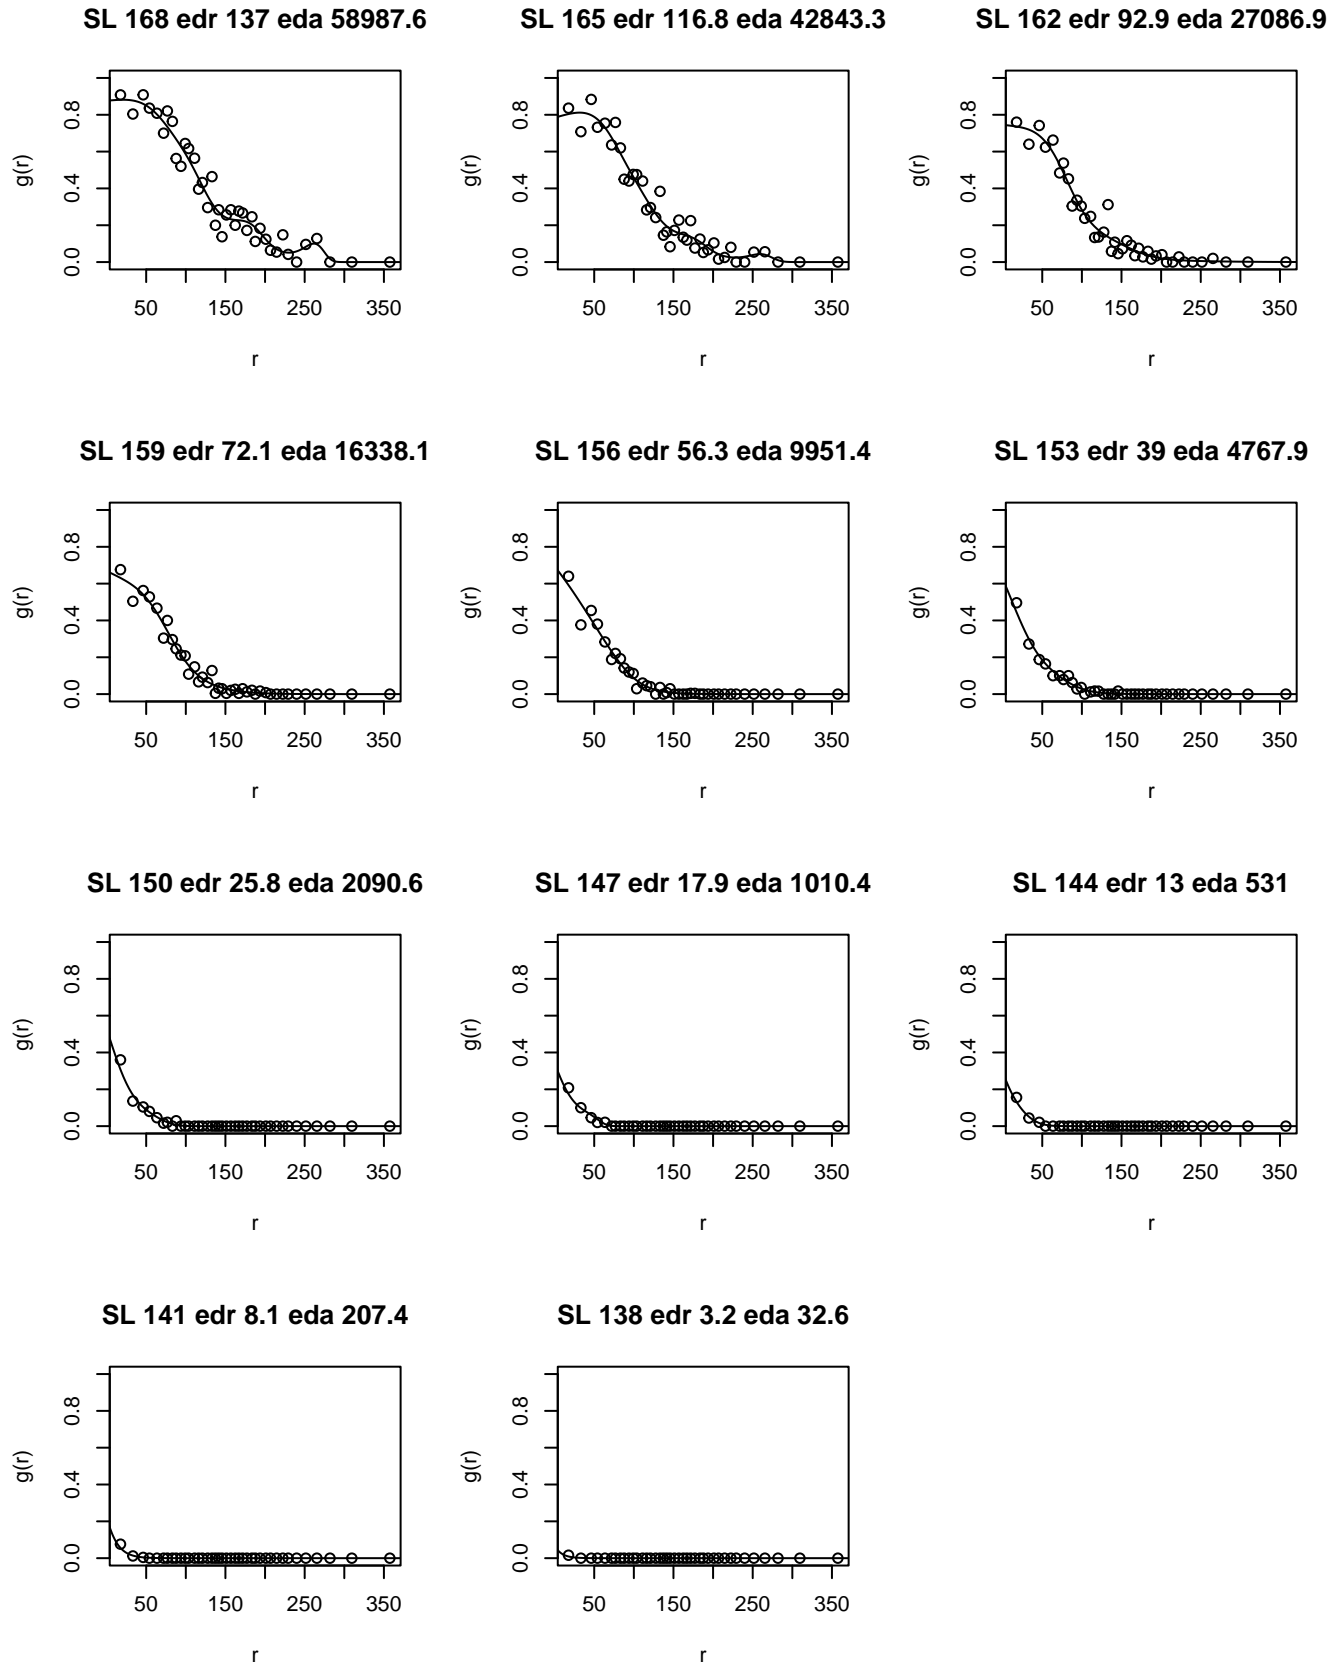 SL 168 edr 137 eda 58987.6
g(r)
0.0 0.4 0.8
50 150 250 350
r
SL 165 edr 116.8 eda 42843.3
g(r)
0.0 0.4 0.8
50 150 250 350
r
SL 162 edr 92.9 eda 27086.9
g(r)
0.0 0.4 0.8
50 150 250 350
r
SL 159 edr 72.1 eda 16338.1
g(r)
0.0 0.4 0.8
50 150 250 350
r
SL 156 edr 56.3 eda 9951.4
g(r)
0.0 0.4 0.8
50 150 250 350
r
SL 153 edr 39 eda 4767.9
g(r)
0.0 0.4 0.8
50 150 250 350
r
SL 150 edr 25.8 eda 2090.6
g(r)
0.0 0.4 0.8
50 150 250 350
r
SL 147 edr 17.9 eda 1010.4
g(r)
0.0 0.4 0.8
50 150 250 350
r
SL 144 edr 13 eda 531
g(r)
0.0 0.4 0.8
50 150 250 350
r
SL 141 edr 8.1 eda 207.4
g(r)
0.0 0.4 0.8
50 150 250 350
r
SL 138 edr 3.2 eda 32.6
g(r)
0.0 0.4 0.8
50 150 250 350
r